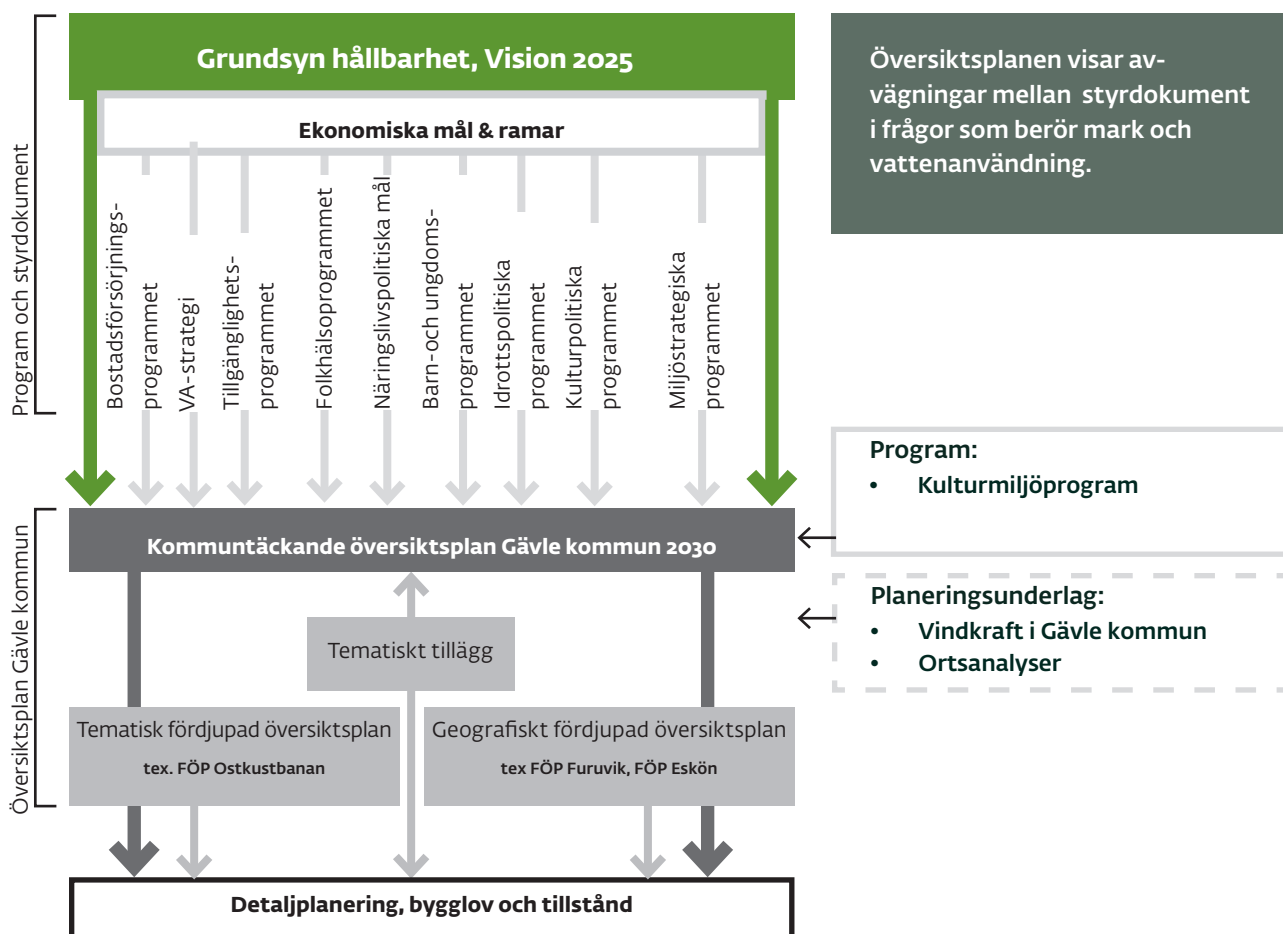 Grundsyn hållbarhet, Vision 2025
Ekonomiska mål & ramar
Program och styrdokument
Bostadsförsörjnings-
programmet
VA-strategi
Tillgänglighets-
programmet
Folkhälsoprogrammet
Näringslivspolitiska mål
Barn-och ungdoms-
programmet
Idrottspolitiska
programmet
Kulturpolitiska
programmet
Miljöstrategiska
programmet
Översiktsplanen visar av-
vägningar mellan styrdokument
i frågor som berör mark och
vattenanvändning.
Program:
• Kulturmiljöprogram
Översiktsplan Gävle kommun
Kommuntäckande översiktsplan Gävle kommun 2030
Planeringsunderlag:
• Vindkraft i Gävle kommun
• Ortsanalyser
Tematiskt tillägg
Tematisk fördjupad översiktsplan
tex. FÖP Ostkustbanan
Geografiskt fördjupad översiktsplan
tex FÖP Furuvik, FÖP Eskön
Detaljplanering, bygglov och tillstånd